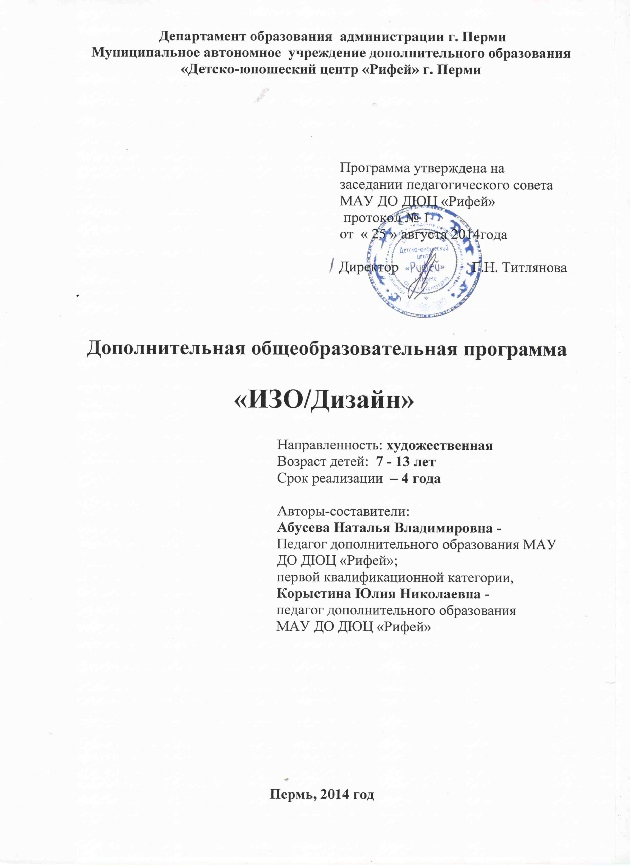 Департамент образования администрации г. Перми
Муниципальное автономное учреждение дополнительного образования
«Детско-юношеский центр «Рифей» г. Перми
Программа утверждена на
заседании педагогического совета
МАУ ДО ДЮЦ «Рифей»
протокол № 1
от « 25 » августа 2014года
Директор Г.Н. Титлянова
Детско-юношеский
центр
«Рифей»
Дополнительная общеобразовательная программа
«ИЗО/Дизайн»
Направленность: художественная
Возраст детей: 7 - 13 лет
Срок реализации – 4 года
Авторы-составители:
Абусева Наталья Владимировна -
Педагог дополнительного образования МАУ
ДО ДЮЦ «Рифей»;
первой квалификационной категории,
Корыстина Юлия Николаевна -
педагог дополнительного образования
МАУ ДО ДЮЦ «Рифей»
Пермь, 2014 год